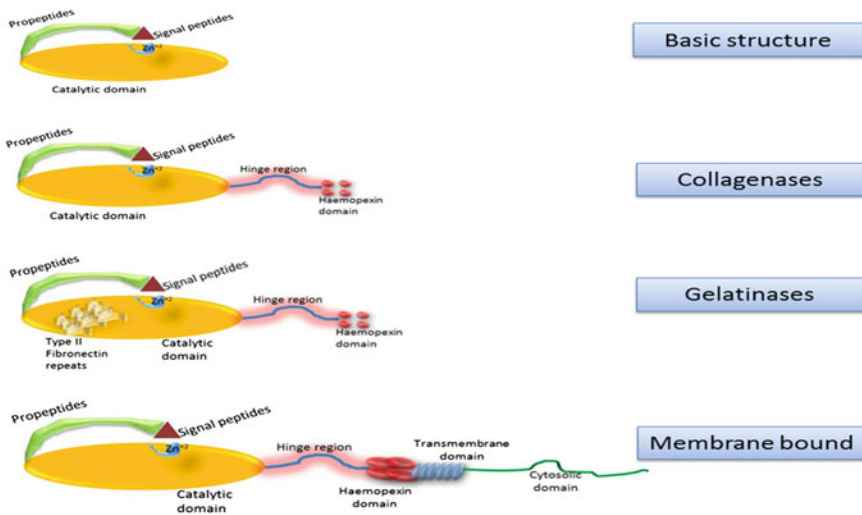 Propeptides
Signal peptides
Zn+2
Catalytic domain
Basic structure
Propeptides
Signal peptides
Zn+2
Hinge region
Haemopexin
domain
Catalytic domain
Collagenases
Propeptides
Signal peptides
Zn+2
Hinge region
Haemopexin
domain
Type II
Fibronectin
repeats
Catalytic
domain
Gelatinases
Propeptides
Signal peptides
Zn+2
Hinge region
Transmembrane
domain
Catalytic
domain
Haemopexin
domain
Cytosolic
domain
Membrane bound